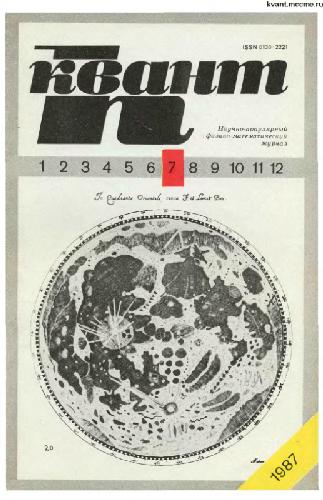 kvant.mccme.ru
ISSN 0130-2221
квант
Научно-популярный
физико-математический
журнал
1 2 3 4 5 6 7 8 9 10 11 12
20
1987